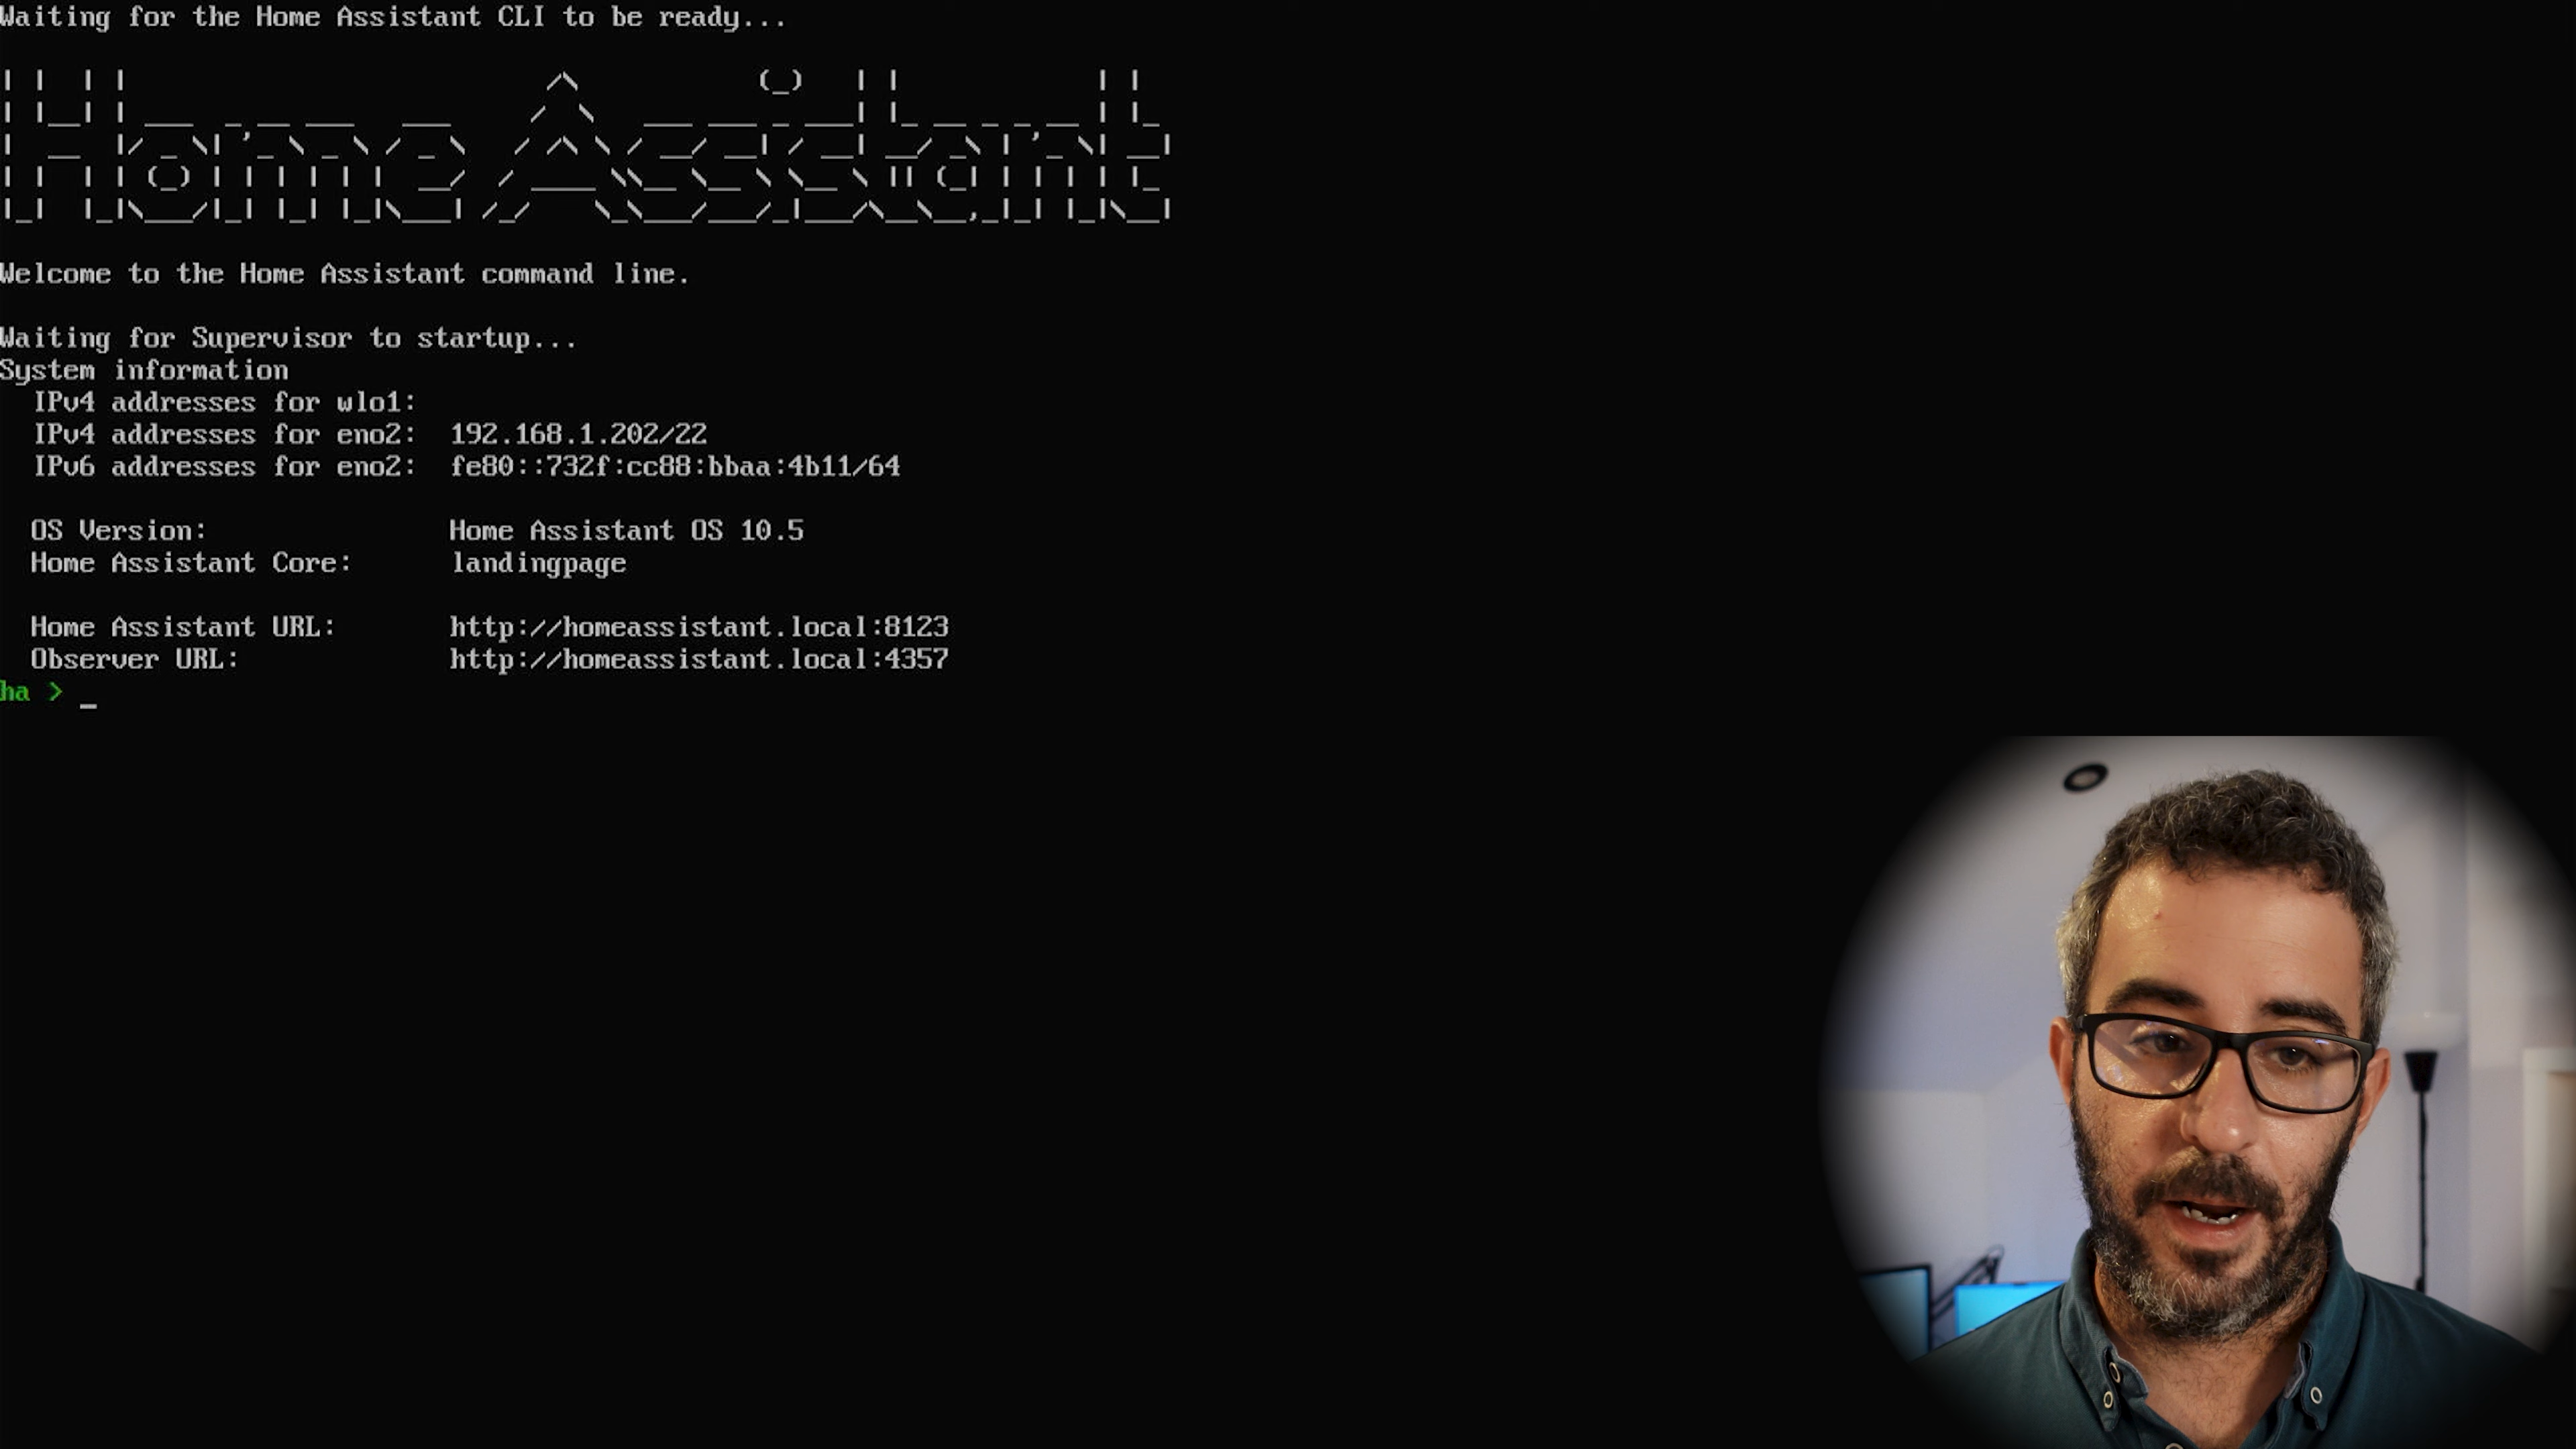 Waiting for the Home Assistant CLI to be ready...
Home Assistant
Welcome to the Home Assistant command line.
Waiting for Supervisor to startup...
System information
IPv4 addresses for wlo1:
IPv4 addresses for eno2: 192.168.1.202/22
IPv6 addresses for eno2: fe80::732f:cc88:bbaa:4b11/64
OS Version: Home Assistant OS 10.5
Home Assistant Core: landingpage
Home Assistant URL: http://homeassistant.local:8123
Observer URL: http://homeassistant.local:4357
ha > _